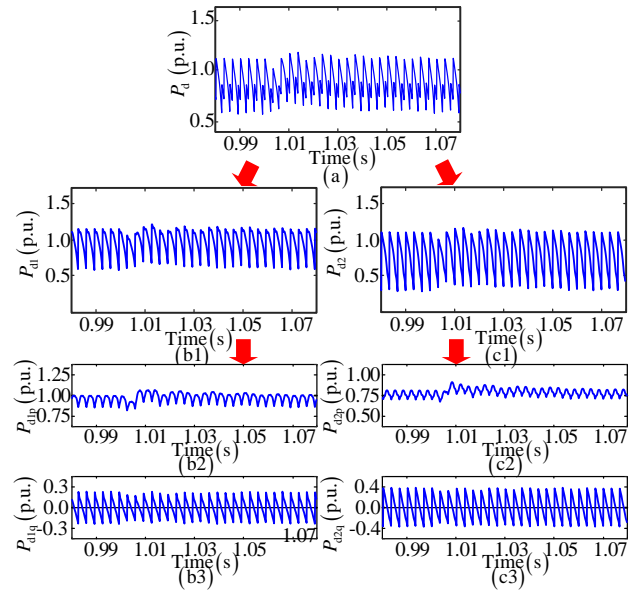 P_d (p.u.)
1.5
1.0
0.5
0.99 1.01 1.03 1.05 1.07
Time(s)
(a)
P_d1 (p.u.)
1.5
1.0
0.5
0.99 1.01 1.03 1.05 1.07
Time(s)
(b1)
P_d2 (p.u.)
1.5
1.0
0.5
0.99 1.01 1.03 1.05 1.07
Time(s)
(c1)
P_d1p (p.u.)
1.25
1.00
0.75
0.99 1.01 1.03 1.05 1.07
Time(s)
(b2)
P_d2p (p.u.)
1.00
0.75
0.50
0.99 1.01 1.03 1.05 1.07
Time(s)
(c2)
P_d1q (p.u.)
0.3
0.0
-0.3
0.99 1.01 1.03 1.05 1.07
Time(s)
(b3)
P_d2q (p.u.)
0.4
0.0
-0.4
0.99 1.01 1.03 1.05 1.07
Time(s)
(c3)